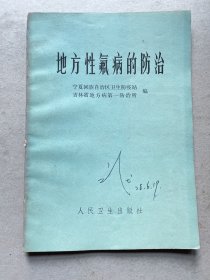 地方性氟病的防治
宁夏回族自治区卫生防疫站
吉林省地方病第一防治所
编
人民卫生出版社